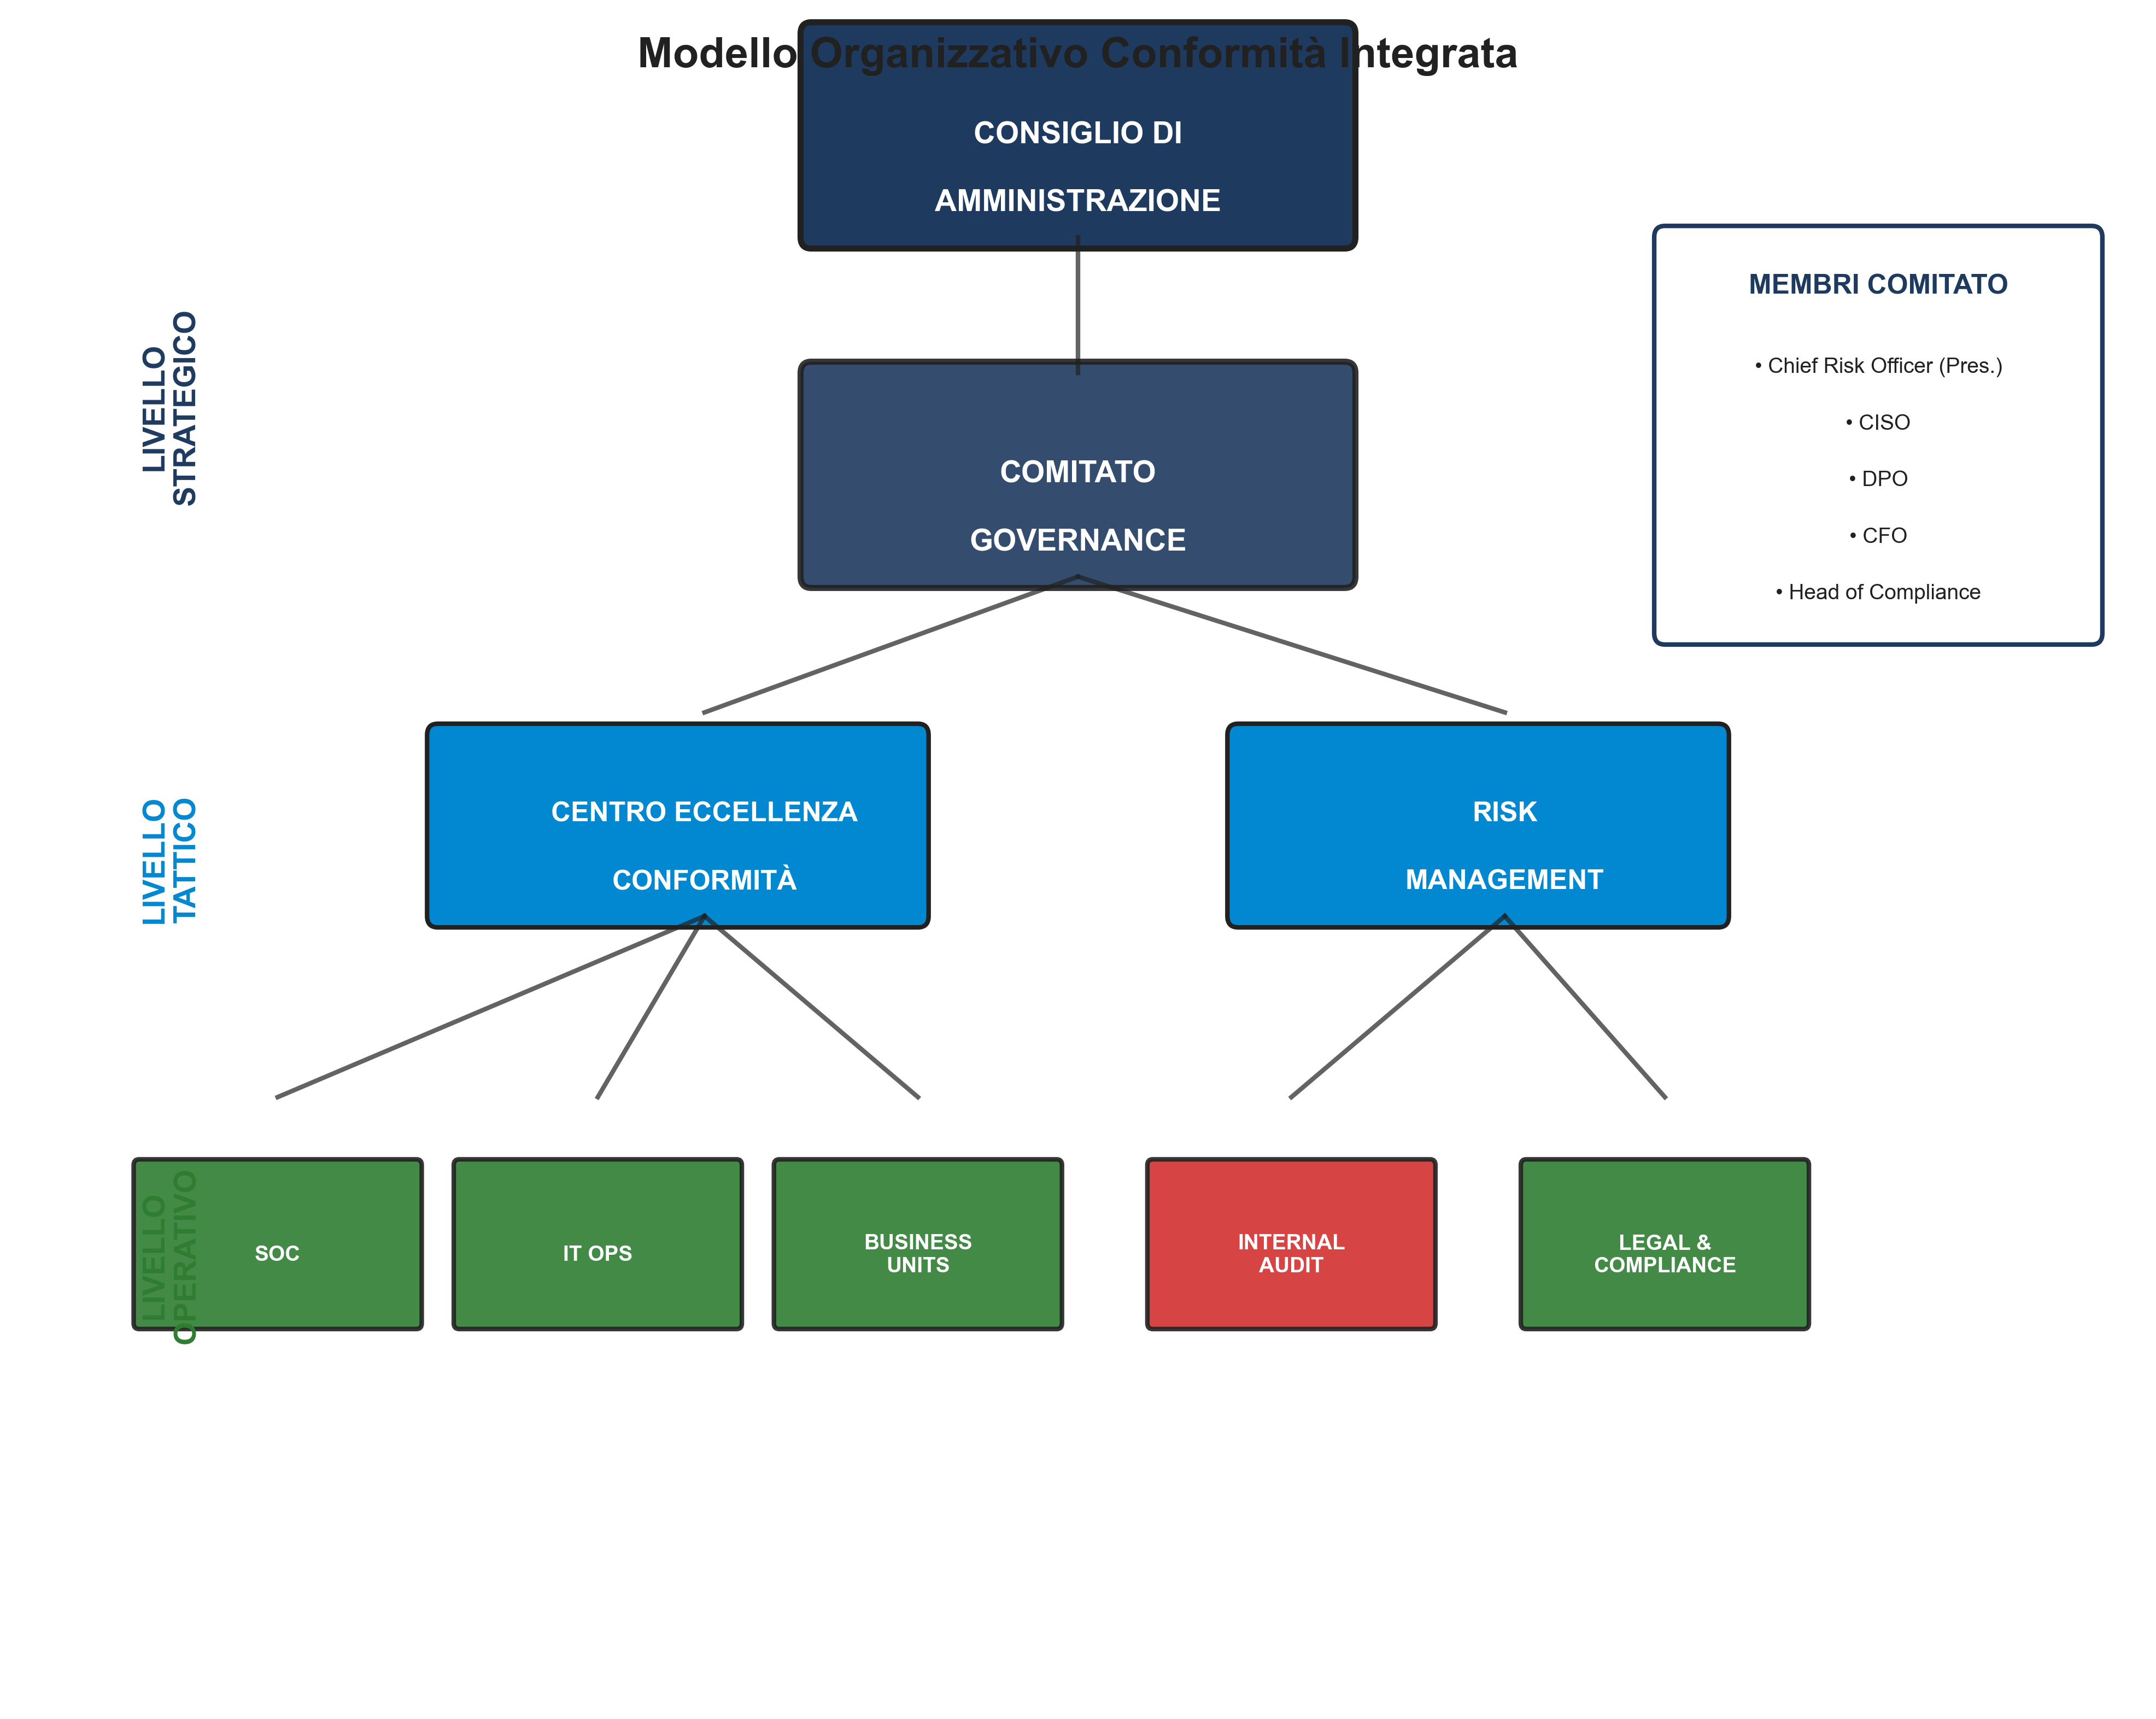 Modello Organizzativo Conformità Integrata
CONSIGLIO DI
AMMINISTRAZIONE
LIVELLO
STRATEGICO
COMITATO
GOVERNANCE
MEMBRI COMITATO
• Chief Risk Officer (Pres.)
• CISO
• DPO
• CFO
• Head of Compliance
LIVELLO
TATTICO
CENTRO ECCELLENZA
CONFORMITÀ
RISK
MANAGEMENT
LIVELLO
OPERATIVO
SOC
IT OPS
BUSINESS
UNITS
INTERNAL
AUDIT
LEGAL &
COMPLIANCE